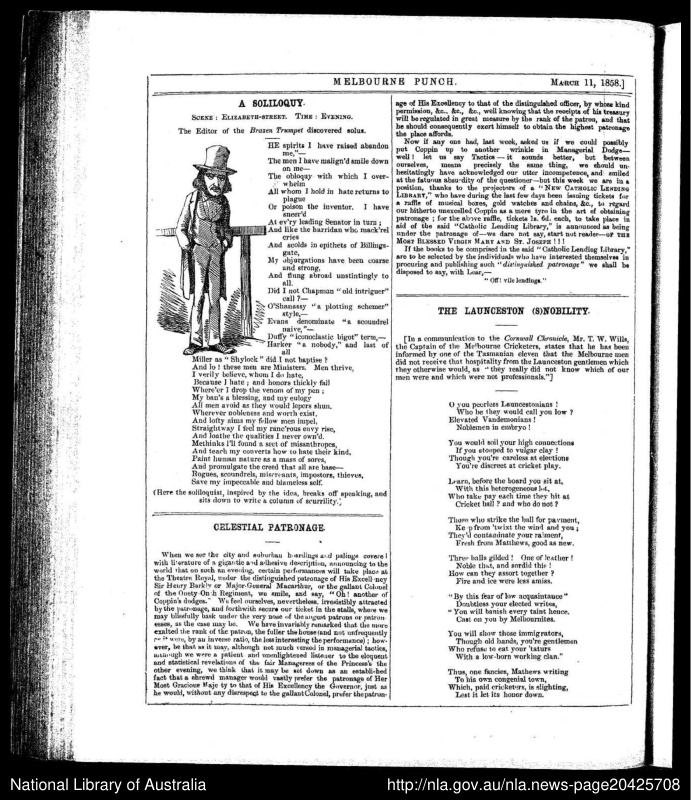 MELBOURNE PUNCH.
MARCH 11, 1858.]
A SOLILOQUY.
SCENE: ELIZABETH-STREET. TIME: EVENING.
The Editor of the Brazen Trumpet discovered solus.
HE spirits I have raised abandon
me,"—
The men I have malign'd smile down
on me—
The obloquy with which I over-
whelm
All whom I hold in hate returns to
plague
Or poison the inventor. I have
sneer'd
At ev'ry leading Senator in turn;
And like the harridan who mock'ry
cries
And scolds in epithets of Billings-
gate,
My objurgations have been coarse
and strong,
And flung abroad unstintingly to
all.
Did I not Chapman "old intriguer"
call?—
O'Shanassy "a plotting schemer"
style,—
Evans denominate "a scoundrel
naive,"—
Duffy "iconoclastic bigot" term,—
Harker "a nobody," and last of
all
Miller as "Shylock" did I not baptise?
And lo! these men are Ministers. Men thrive,
I verily believe, whom I do hate,
Because I hate; and honors thickly fall
Where'er I drop the venom of my pen;
My ban's a blessing, and my eulogy
All men avoid as they would lepers shun.
Wherever nobleness and worth exist,
And lofty aims my fellow men impel,
Straightway I feel my ranc'rous envy rise,
And loathe the qualities I never own'd.
Methinks I'll found a sect of misanthropes,
And teach my converts how to hate their kind,
Paint human nature as a mass of sores,
And promulgate the creed that all are base—
Rogues, scoundrels, miscreants, impostors, thieves,
Save my impeccable and blameless self.
(Here the soliloquist, inspired by the idea, breaks off speaking, and
sits down to write a column of scurrility.)
CELESTIAL PATRONAGE.
When we see the city and suburban hoardings and palings covered
with literature of a gigantic and adhesive description, announcing to the
world that on such an evening, certain performances will take place at
the Theatre Royal, under the distinguished patronage of His Excellency
Sir Henry Barkly or Major-General Macarthur, or the gallant Colonel
of the Onety-Oneth Regiment, we smile, and say, "Oh! another of
Coppin's dodges." We feel ourselves, nevertheless, irresistibly attracted
by the patronage, and forthwith secure our ticket in the stalls, where we
may blissfully bask under the very nose of the august patrons or patron-
esses, as the case may be. We have invariably remarked that the more
exalted the rank of the patron, the fuller the house (and not unfrequently
as it were, by an inverse ratio, the less interesting the performance); how-
ever, be that as it may, although not much versed in managerial tactics,
although we were a patient and unenlightened listener to the eloquent
and statistical revelations of the fair Manageress of the Princess's the
other evening, we think that it may be set down as an established
fact that a shrewd manager would vastly prefer the patronage of Her
Most Gracious Majesty to that of His Excellency the Governor, just as
he would, without any disrespect to the gallant Colonel, prefer the patron-
age of His Excellency to that of the distinguished officer, by whose kind
permission, &c., &c., &c., well knowing that the receipts of his treasury
will be regulated in great measure by the rank of the patron, and that
he should consequently exert himself to obtain the highest patronage
the place affords.
Now if any one had, last week, asked us if we could possibly
put Coppin up to another wrinkle in Managerial Dodge—
well! let us say Tactics—it sounds better, but between
ourselves, means precisely the same thing, we should un-
hesitatingly have acknowledged our utter incompetence, and smiled
at the fatuous absurdity of the questioner—but this week we are in a
position, thanks to the projectors of a "NEW CATHOLIC LENDING
LIBRARY," who have during the last few days been issuing tickets for
a raffle of musical boxes, gold watches and chains, &c., to regard
our hitherto unexcelled Coppin as a mere tyro in the art of obtaining
patronage; for the above raffle, tickets 1s. 6d. each, to take place in
aid of the said "Catholic Lending Library," is announced as being
under the patronage of—we dare not say, start not reader—OF THE
MOST BLESSED VIRGIN MARY AND ST. JOSEPH!!!
If the books to be comprised in the said "Catholic Lending Library,"
are to be selected by the individuals who have interested themselves in
procuring and publishing such "distinguished patronage" we shall be
disposed to say, with Lear,—
"Off! vile lendings."
THE LAUNCESTON (S)NOBILITY.
[In a communication to the Cornwall Chronicle, Mr. T. W. Wills,
the Captain of the Melbourne Cricketers, states that he has been
informed by one of the Tasmanian eleven that the Melbourne men
did not receive that hospitality from the Launceston gentlemen which
they otherwise would, as "they really did not know which of our
men were and which were not professionals."]
O you peerless Launcestonians!
Who be they would call you low?
Elevated Vandemonians!
Noblemen in embryo!
You would soil your high connections
If you stooped to vulgar clay!
Though you're careless at elections
You're discreet at cricket play.
Learn, before the board you sit at,
With this heterogeneous lot,
Who take pay each time they hit at
Cricket ball? and who do not?
Those who strike the ball for payment,
Keep from 'twixt the wind and you;
They'd contaminate your raiment,
Fresh from Matthews, good as new.
Three balls gilded! One of leather!
Noble that, and sordid this!
How can they assort together?
Fire and ice were less amiss.
"By this fear of low acquaintance"
Doubtless your elected writes,
"You will banish every taint hence,
Cast on you by Melbournites.
You will show those immigrators,
Though old hands, you're gentlemen
Who refuse to eat your 'taturs
With a low-born working clan."
Thus, one fancies, Mathews writing
To his own congenial town,
Which, paid cricketers, is slighting,
Lest it let its honor down.
National Library of Australia
http://nla.gov.au/nla.news-page20425708